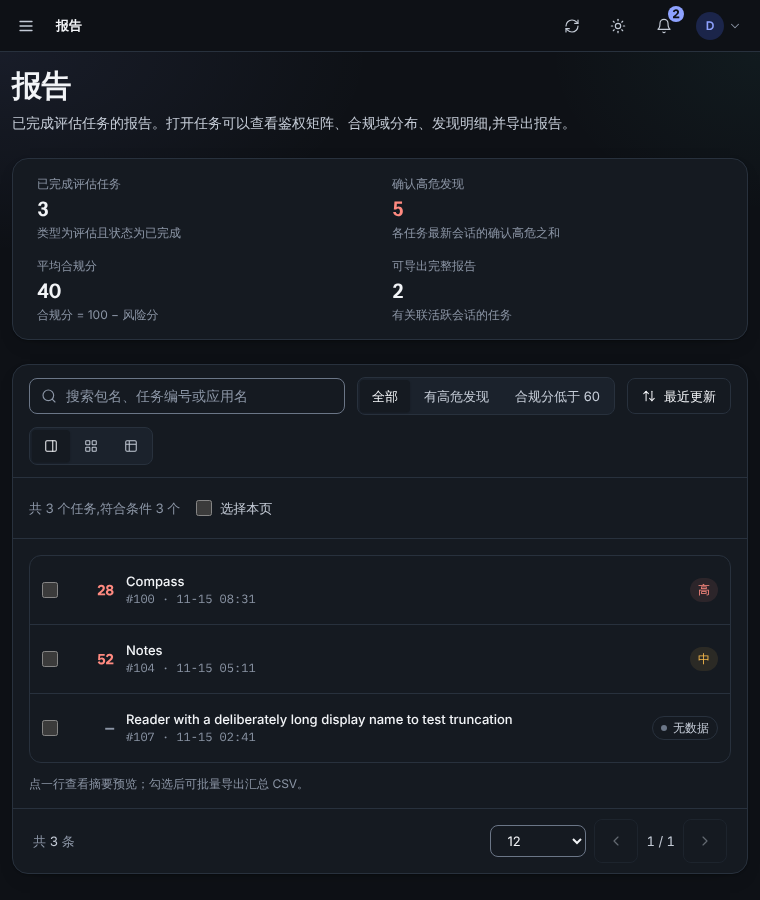 报告
2
D
报告
已完成评估任务的报告。打开任务可以查看鉴权矩阵、合规域分布、发现明细,并导出报告。
已完成评估任务
3
类型为评估且状态为已完成
确认高危发现
5
各任务最新会话的确认高危之和
平均合规分
40
合规分 = 100 − 风险分
可导出完整报告
2
有关联活跃会话的任务
搜索包名、任务编号或应用名
全部 有高危发现 合规分低于 60
最近更新
共 3 个任务,符合条件 3 个 选择本页
28 Compass 高
#100 · 11-15 08:31
52 Notes 中
#104 · 11-15 05:11
— Reader with a deliberately long display name to test truncation 无数据
#107 · 11-15 02:41
点一行查看摘要预览；勾选后可批量导出汇总 CSV。
共 3 条 12 1 / 1